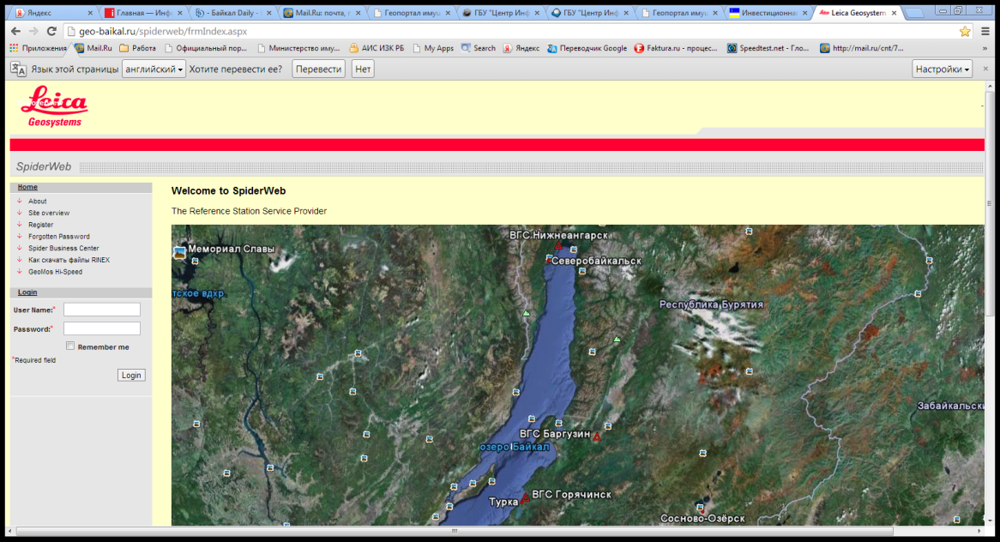 Яндекс
Главная — Инфо
- Байкал Daily -
Mail.Ru: почта, г
Геопортал имущ
ГБУ "Центр Инф
ГБУ "Центр Инф
Геопортал имущ
Инвестиционна
Leica Geosystem
geo-baikal.ru/spiderweb/frmIndex.aspx
Приложения Mail.Ru Работа Официальный пор... Министерство иму... АИС ИЗК РБ My Apps Search Яндекс Переводчик Google Faktura.ru - процес... Speedtest.net - Гло... http://mail.ru/cnt/7... »
Язык этой страницы английский Хотите перевести ее? Перевести Нет Настройки
Leica
Geosystems
SpiderWeb
Home
About
Site overview
Register
Forgotten Password
Spider Business Center
Как скачать файлы RINEX
GeoMos Hi-Speed
Login
User Name:*
Password:*
Remember me
*Required field
Login
Welcome to SpiderWeb
The Reference Station Service Provider
ВГС Нижнеангарск
Мемориал Славы
Северобайкальск
тское вдхр.
Республика Бурятия
Забайкальски
ВГС Баргузин
озеро Байкал
Турка
ВГС Горячинск
Сосново-Озёрск